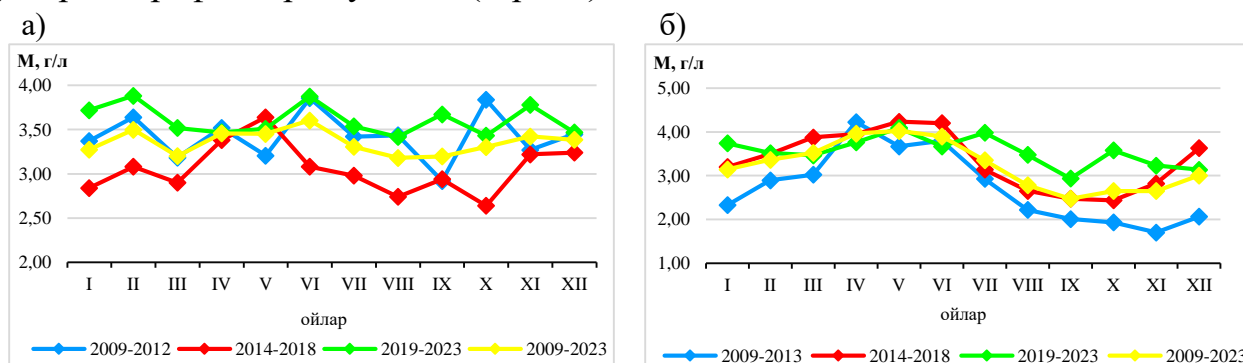 а)
б)
М, г/л
4,00
3,50
3,00
2,50
2,00
I II III IV V VI VII VIII IX X XI XII
ойлар
2009-2012 2014-2018 2019-2023 2009-2023
М, г/л
5,00
4,00
3,00
2,00
1,00
I II III IV V VI VII VIII IX X XI XII
ойлар
2009-2013 2014-2018 2019-2023 2009-2023